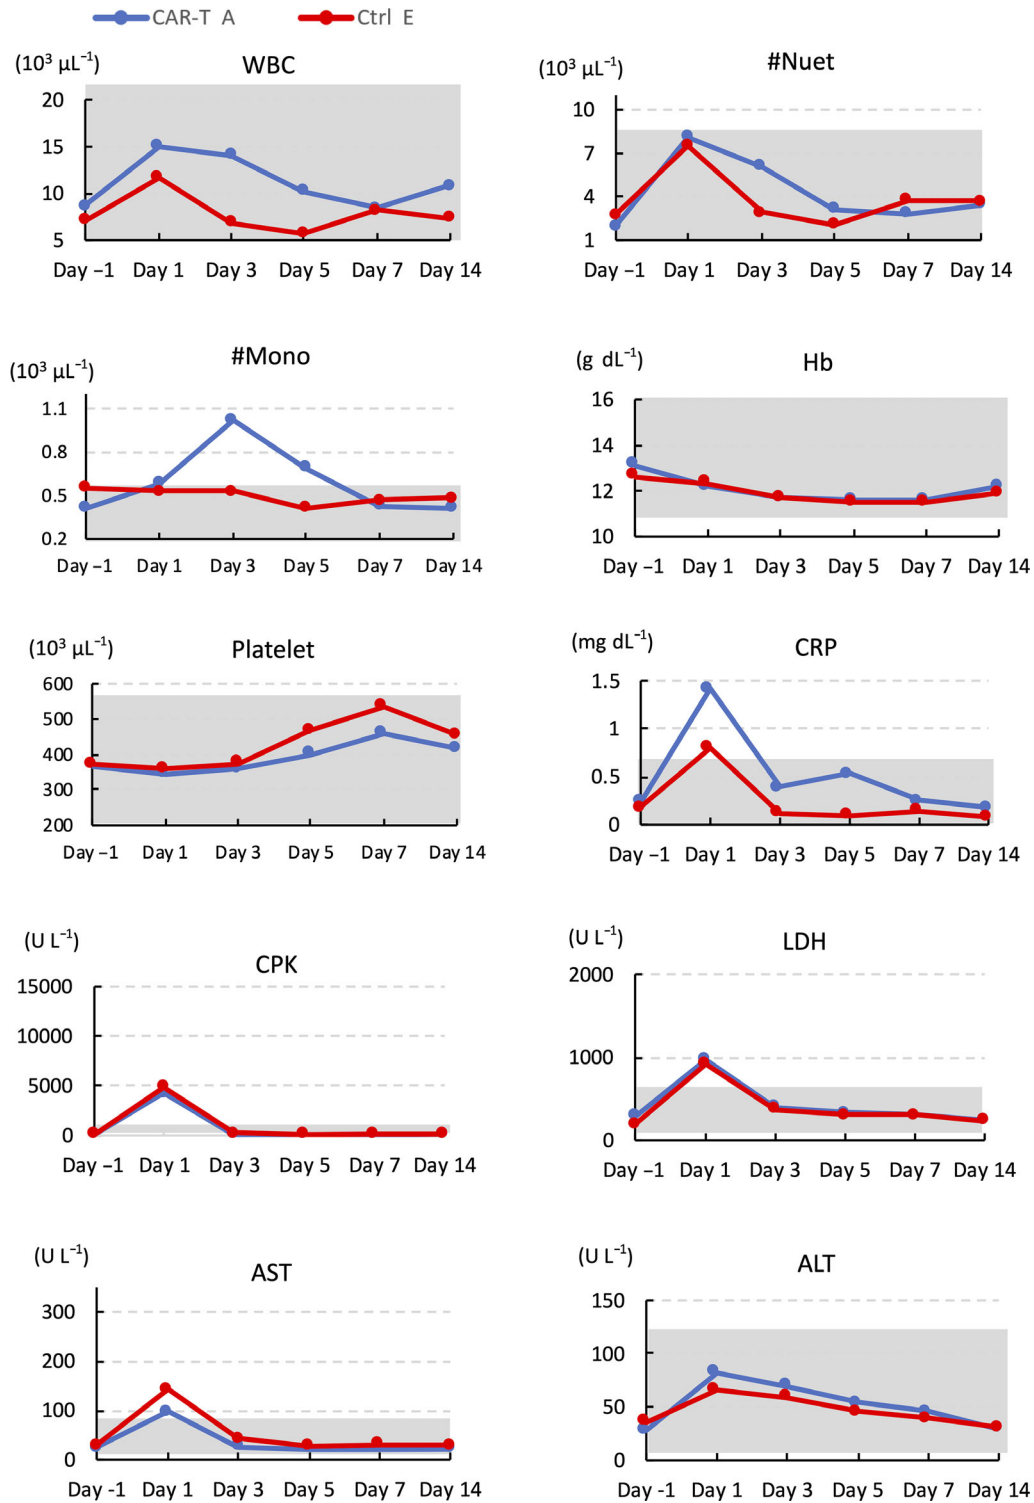 CAR-T A Ctrl E
(10³ µL⁻¹)
WBC
20
15
10
5
Day −1 Day 1 Day 3 Day 5 Day 7 Day 14
(10³ µL⁻¹)
#Nuet
10
7
4
1
Day −1 Day 1 Day 3 Day 5 Day 7 Day 14
(10³ µL⁻¹)
#Mono
1.1
0.8
0.5
0.2
Day −1 Day 1 Day 3 Day 5 Day 7 Day 14
(g dL⁻¹)
Hb
16
14
12
10
Day −1 Day 1 Day 3 Day 5 Day 7 Day 14
(10³ µL⁻¹)
Platelet
600
500
400
300
200
Day −1 Day 1 Day 3 Day 5 Day 7 Day 14
(mg dL⁻¹)
CRP
1.5
1
0.5
0
Day −1 Day 1 Day 3 Day 5 Day 7 Day 14
(U L⁻¹)
CPK
15000
10000
5000
0
Day −1 Day 1 Day 3 Day 5 Day 7 Day 14
(U L⁻¹)
LDH
2000
1000
0
Day −1 Day 1 Day 3 Day 5 Day 7 Day 14
(U L⁻¹)
AST
300
200
100
0
Day −1 Day 1 Day 3 Day 5 Day 7 Day 14
(U L⁻¹)
ALT
150
100
50
0
Day −1 Day 1 Day 3 Day 5 Day 7 Day 14